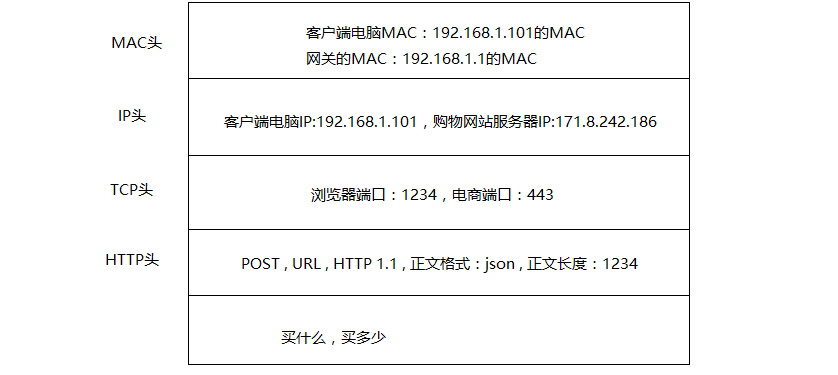 MAC头
客户端电脑MAC：192.168.1.101的MAC
网关的MAC：192.168.1.1的MAC
IP头
客户端电脑IP:192.168.1.101，购物网站服务器IP:171.8.242.186
TCP头
浏览器端口：1234，电商端口：443
HTTP头
POST , URL , HTTP 1.1 , 正文格式：json , 正文长度：1234
买什么，买多少